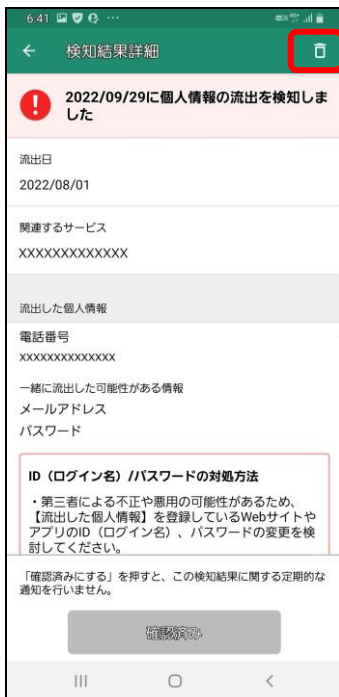 6:41
検知結果詳細
2022/09/29に個人情報の流出を検知しま
した
流出日
2022/08/01
関連するサービス
XXXXXXXXXXXXX
流出した個人情報
電話番号
xxxxxxxxxxxxxx
一緒に流出した可能性がある情報
メールアドレス
パスワード
ID（ログイン名）/パスワードの対処方法
・第三者による不正や悪用の可能性があるため、
【流出した個人情報】を登録しているWebサイトや
アプリのID（ログイン名）、パスワードの変更を検
討してください。
「確認済みにする」を押すと、この検知結果に関する定期的な
通知を行いません。
確認済み